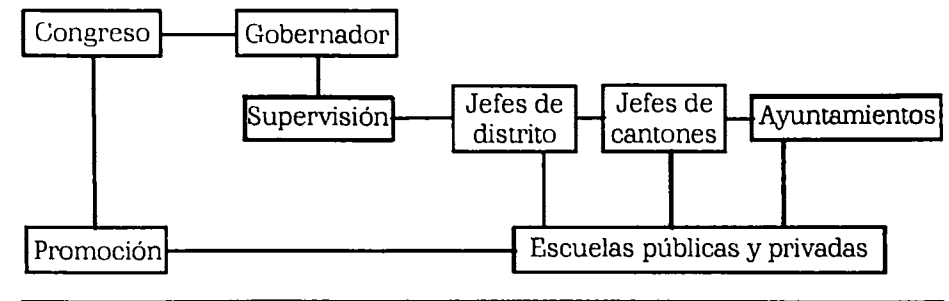 Congreso
Gobernador
Supervisión
Jefes de
distrito
Jefes de
cantones
Ayuntamientos
Promoción
Escuelas públicas y privadas